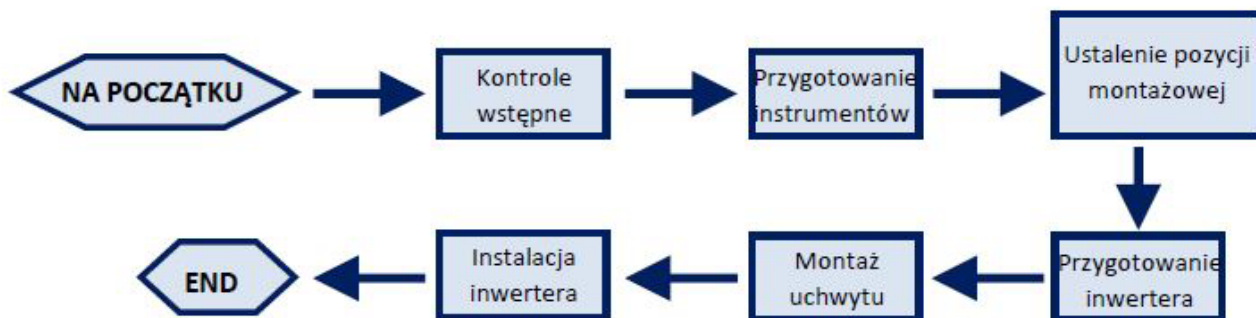 NA POCZĄTKU
Kontrole
wstępne
Przygotowanie
instrumentów
Ustalenie pozycji
montażowej
Przygotowanie
inwertera
Montaż
uchwytu
Instalacja
inwertera
END